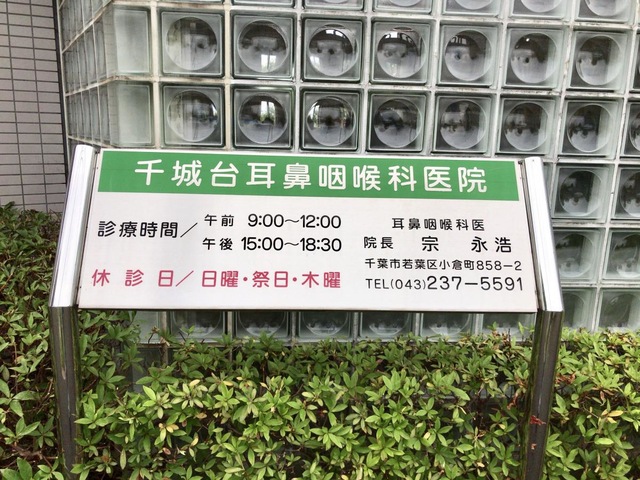 千城台耳鼻咽喉科医院
診療時間/
午前 9:00〜12:00
午後 15:00〜18:30
休診日/日曜・祭日・木曜
耳鼻咽喉科医
院長 宗 永浩
千葉市若葉区小倉町858-2
TEL(043)237-5591